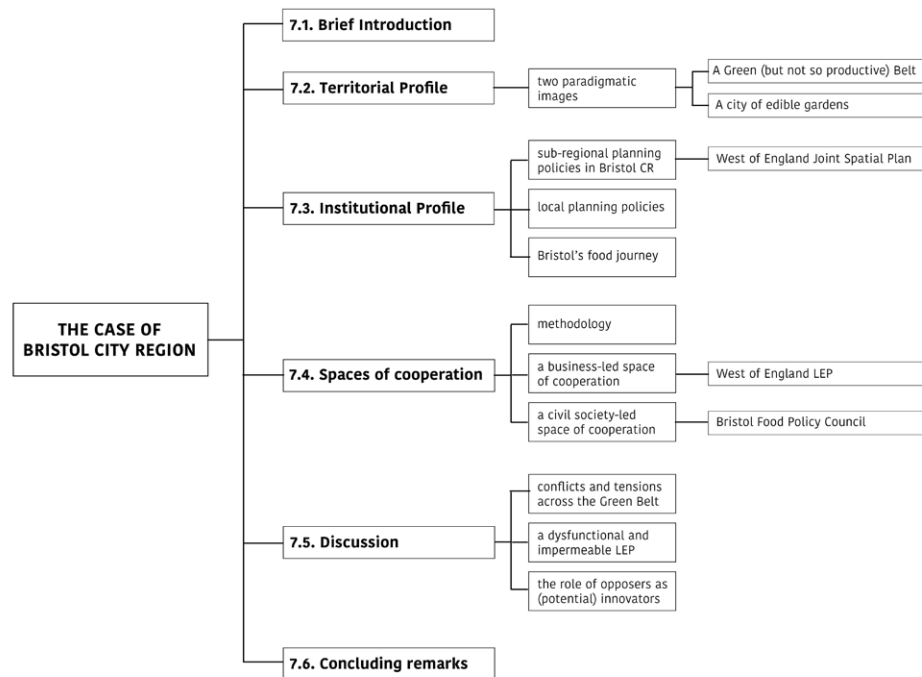 THE CASE OF
BRISTOL CITY REGION
7.1. Brief Introduction
7.2. Territorial Profile
two paradigmatic
images
A Green (but not so productive) Belt
A city of edible gardens
7.3. Institutional Profile
sub-regional planning
policies in Bristol CR
West of England Joint Spatial Plan
local planning policies
Bristol's food journey
7.4. Spaces of cooperation
methodology
a business-led space
of cooperation
West of England LEP
a civil society-led
space of cooperation
Bristol Food Policy Council
7.5. Discussion
conflicts and tensions
across the Green Belt
a dysfunctional and
impermeable LEP
the role of opposers as
(potential) innovators
7.6. Concluding remarks